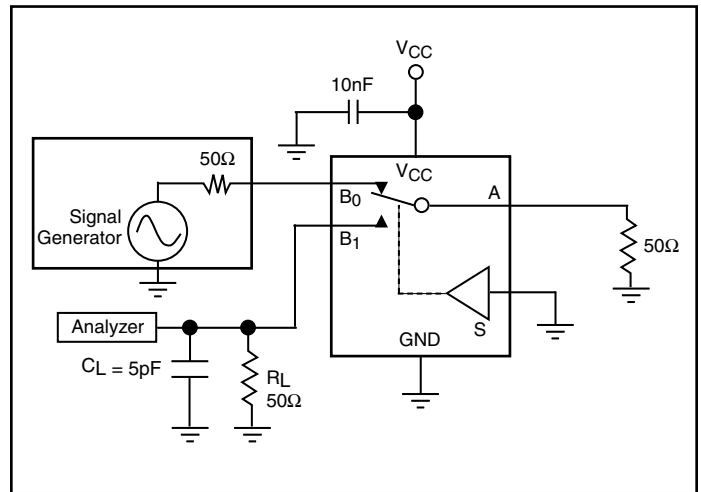 VCC
10nF
50Ω
VCC
A
B0
Signal
Generator
B1
50Ω
Analyzer
S
GND
CL = 5pF
RL
50Ω